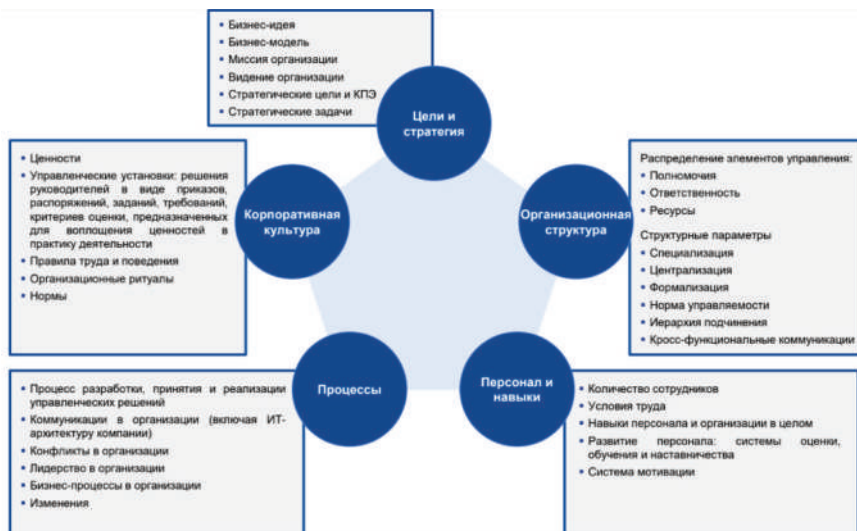 • Бизнес-идея
• Бизнес-модель
• Миссия организации
• Видение организации
• Стратегические цели и КПЭ
• Стратегические задачи
Цели и
стратегия
• Ценности
• Управленческие установки: решения
руководителей в виде приказов,
распоряжений, заданий, требований,
критериев оценки, предназначенных
для воплощения ценностей в
практику деятельности
• Правила труда и поведения
• Организационные ритуалы
• Нормы
Корпоративная
культура
Организационная
структура
Распределение элементов управления:
• Полномочия
• Ответственность
• Ресурсы
Структурные параметры
• Специализация
• Централизация
• Формализация
• Норма управляемости
• Иерархия подчинения
• Кросс-функциональные коммуникации
• Процесс разработки, принятия и реализации
управленческих решений
• Коммуникации в организации (включая ИТ-
архитектуру компании)
• Конфликты в организации
• Лидерство в организации
• Бизнес-процессы в организации
• Изменения
Процессы
Персонал и
навыки
• Количество сотрудников
• Условия труда
• Навыки персонала и организации в целом
• Развитие персонала: системы оценки,
обучения и наставничества
• Система мотивации